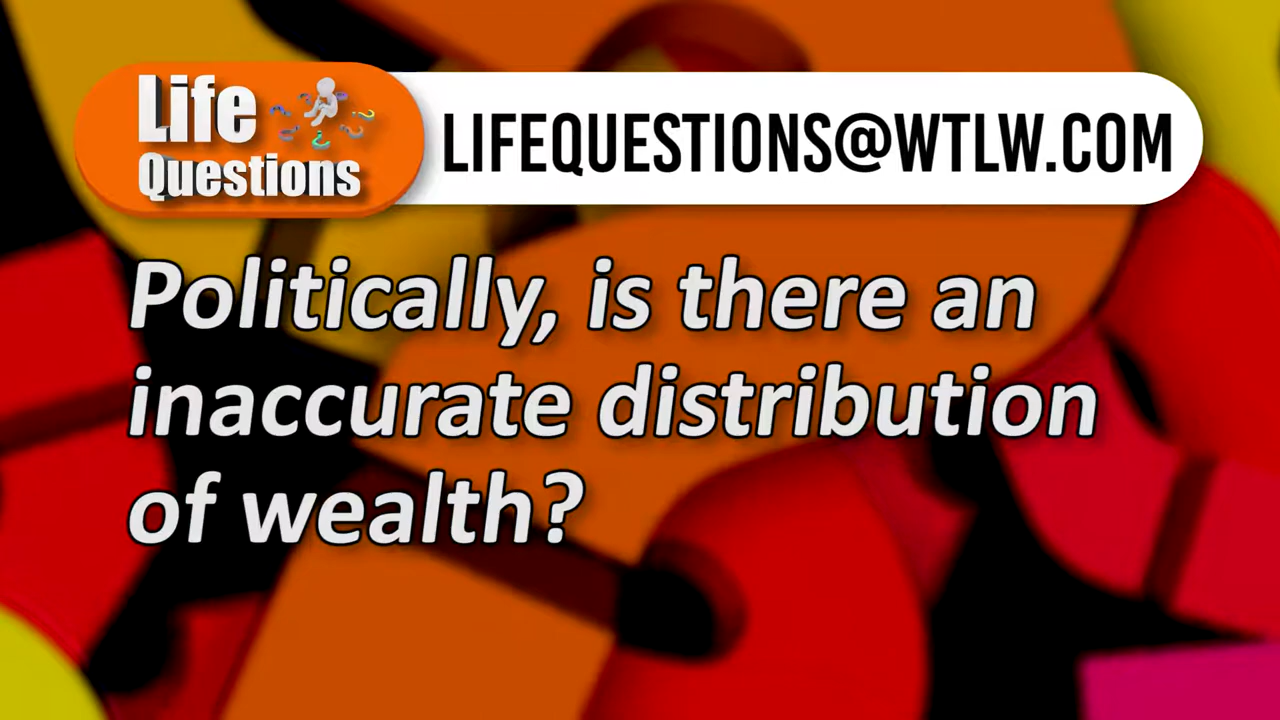 Life
Questions
LIFEQUESTIONS@WTLW.COM
Politically, is there an
inaccurate distribution
of wealth?